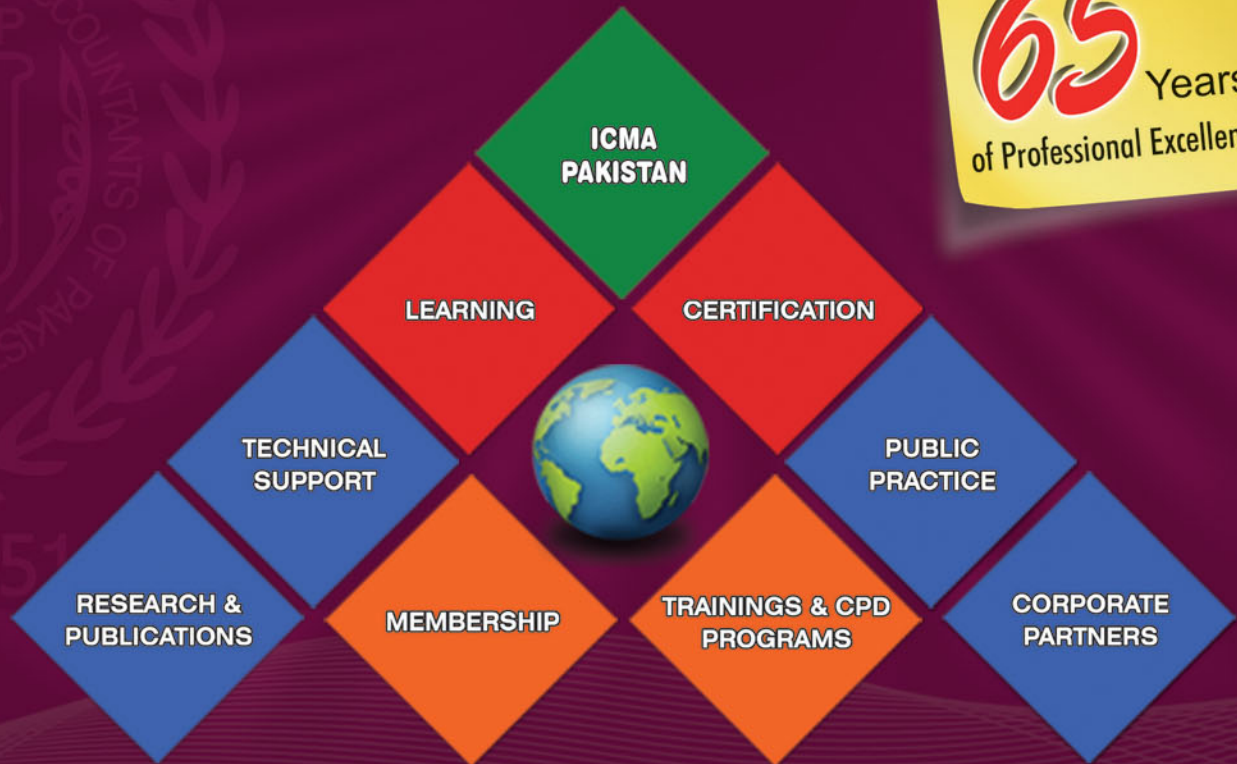 65 Years
of Professional
ICMA
PAKISTAN
LEARNING
CERTIFICATION
TECHNICAL
SUPPORT
PUBLIC
PRACTICE
RESEARCH &
PUBLICATIONS
MEMBERSHIP
TRAININGS & CPD
PROGRAMS
CORPORATE
PARTNERS
OF